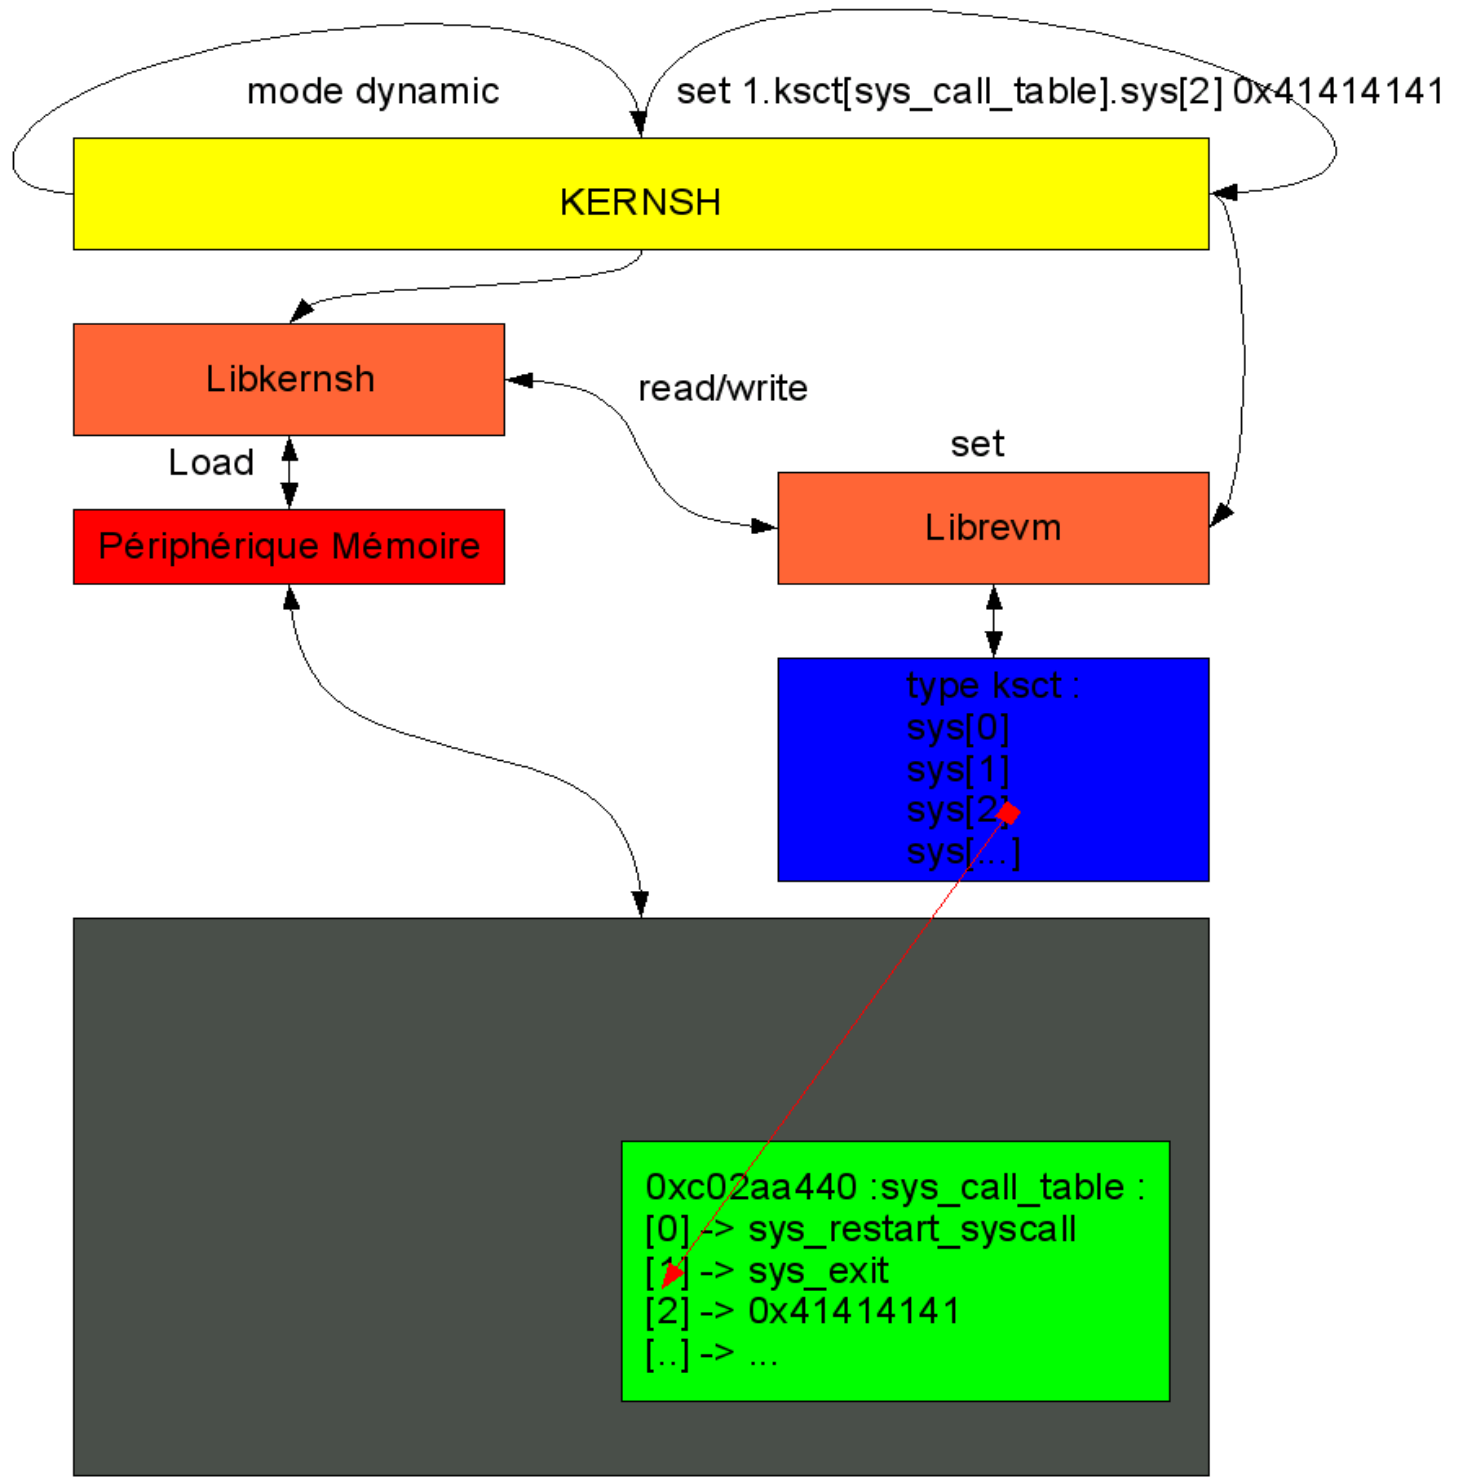 mode dynamic
set 1.ksct[sys_call_table].sys[2] 0x41414141
KERNSH
Libkernsh
read/write
set
Load
Librevm
Périphérique Mémoire
type ksct :
sys[0]
sys[1]
sys[2]
sys[...]
0xc02aa440 :sys_call_table :
[0] -> sys_restart_syscall
[1] -> sys_exit
[2] -> 0x41414141
[..] -> ...